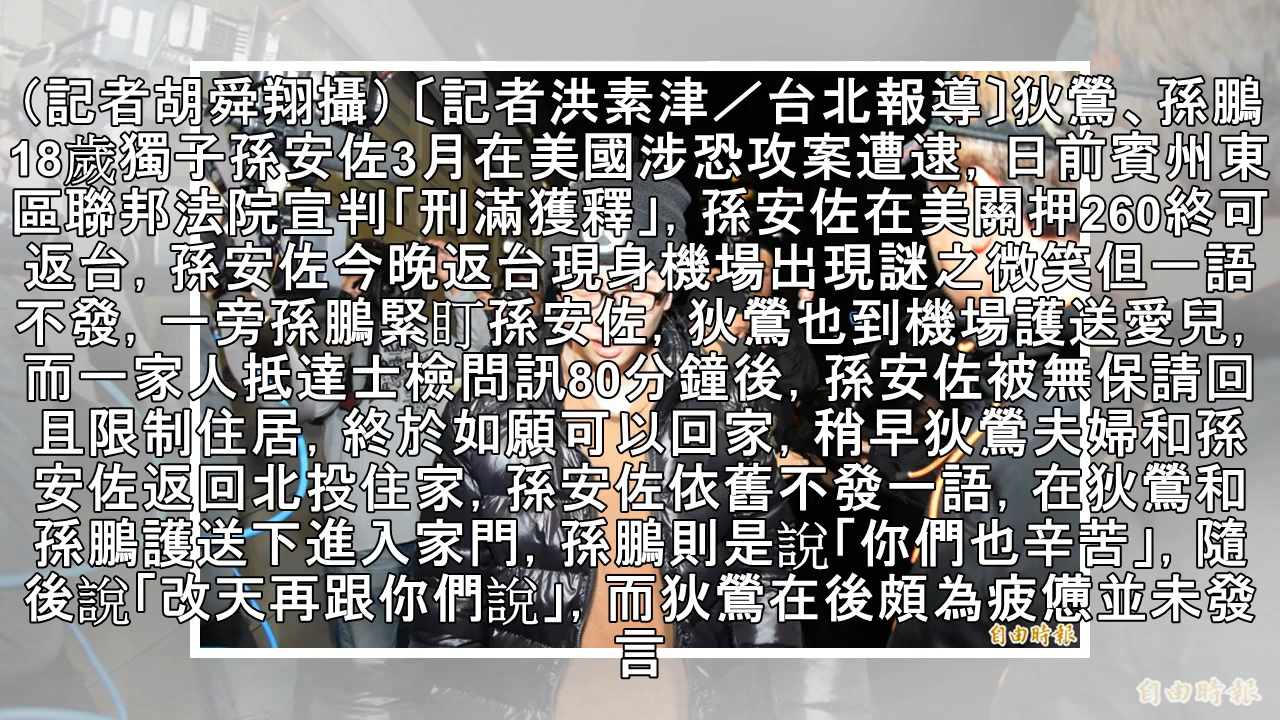 (記者胡舜翔攝)〔記者洪素津／台北報導〕狄鶯、孫鵬
18歲獨子孫安佐3月在美國涉恐攻案遭逮, 日前賓州東
區聯邦法院宣判「刑滿獲釋」, 孫安佐在美關押260終可
返台, 孫安佐今晚返台現身機場出現謎之微笑但一語
不發, 一旁孫鵬緊盯孫安佐, 狄鶯也到機場護送愛兒,
而一家人抵達士檢問訊80分鐘後, 孫安佐被無保請回
且限制住居, 終於如願可以回家, 稍早狄鶯夫婦和孫
安佐返回北投住家, 孫安佐依舊不發一語, 在狄鶯和
孫鵬護送下進入家門, 孫鵬則是說「你們也辛苦」, 隨
後說「改天再跟你們說」, 而狄鶯在後頗為疲憊並未發
言
自由時報
自由時報